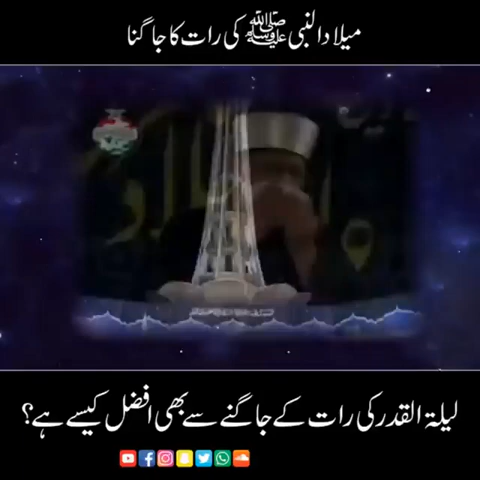 میلاد النبی ﷺ کی رات کا جاگنا
لیلۃ القدر کی رات کے جاگنے سے بھی افضل کیسے ہے؟